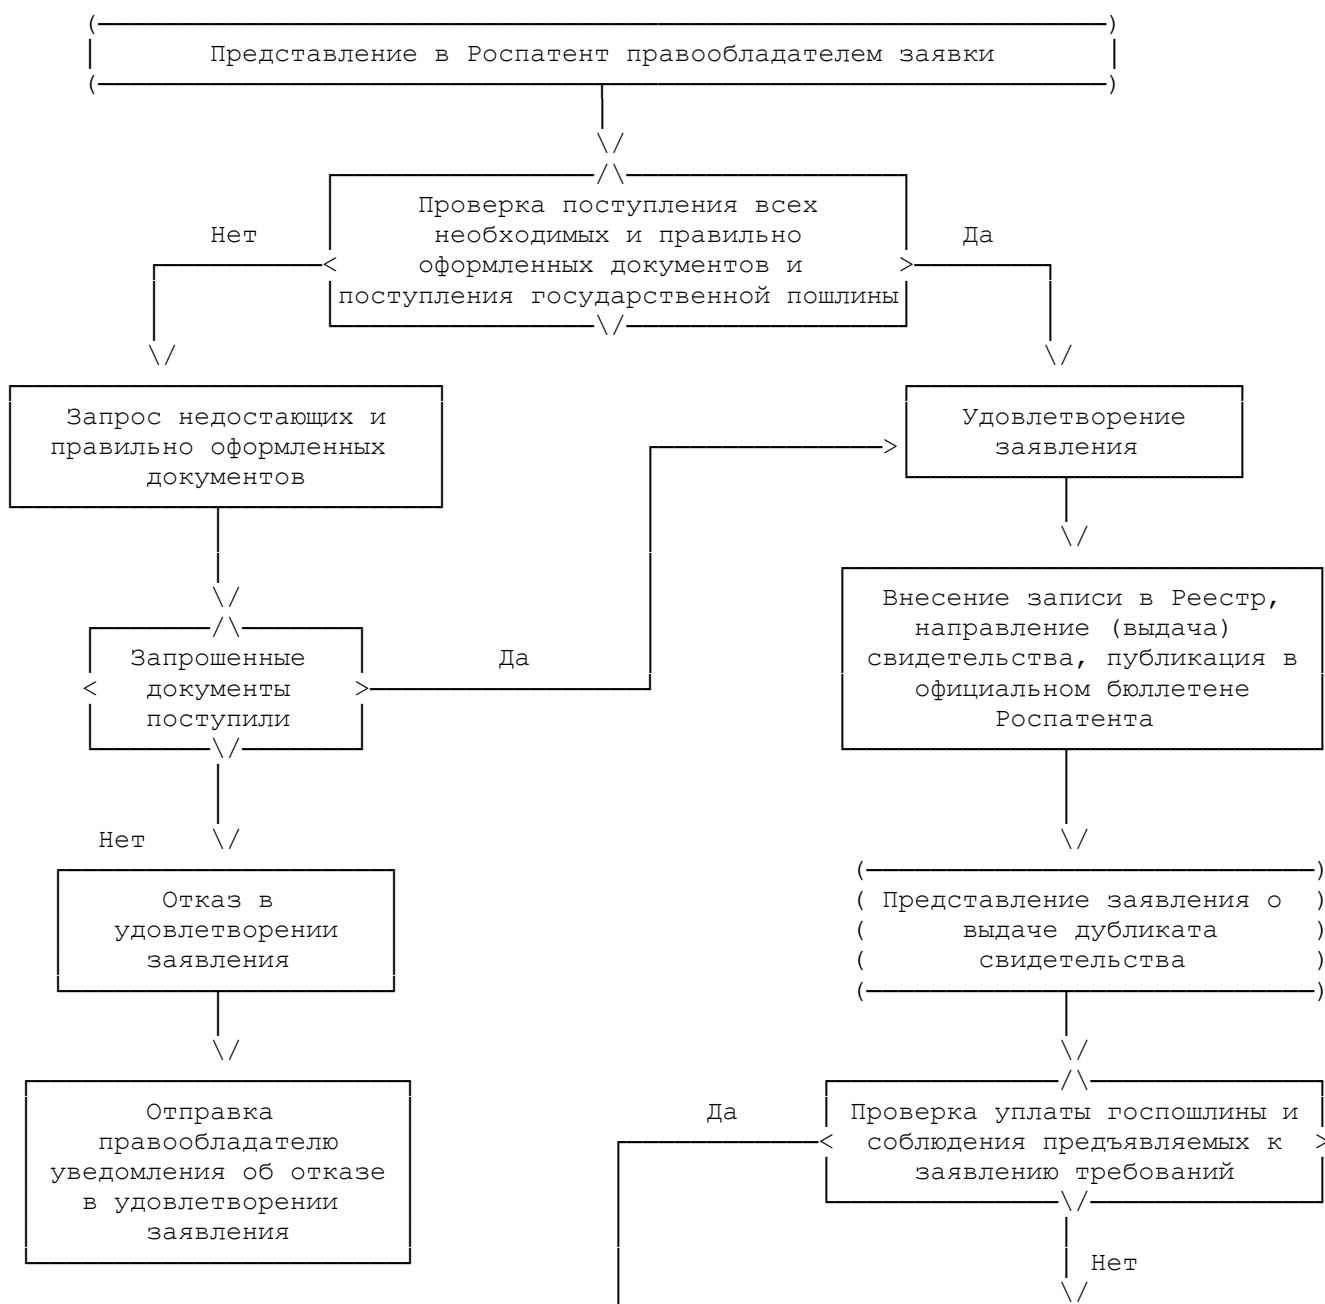 Представление в Роспатент правообладателем заявки
Проверка поступления всех
необходимых и правильно
оформленных документов и
поступления государственной пошлины
Нет
Да
Запрос недостающих и
правильно оформленных
документов
Удовлетворение
заявления
Запрошенные
документы
поступили
Да
Внесение записи в Реестр,
направление (выдача)
свидетельства, публикация в
официальном бюллетене
Роспатента
Нет
Отказ в
удовлетворении
заявления
Представление заявления о
выдаче дубликата
свидетельства
Отправка
правообладателю
уведомления об отказе
в удовлетворении
заявления
Да
Проверка уплаты госпошлины и
соблюдения предъявляемых к
заявлению требований
Нет